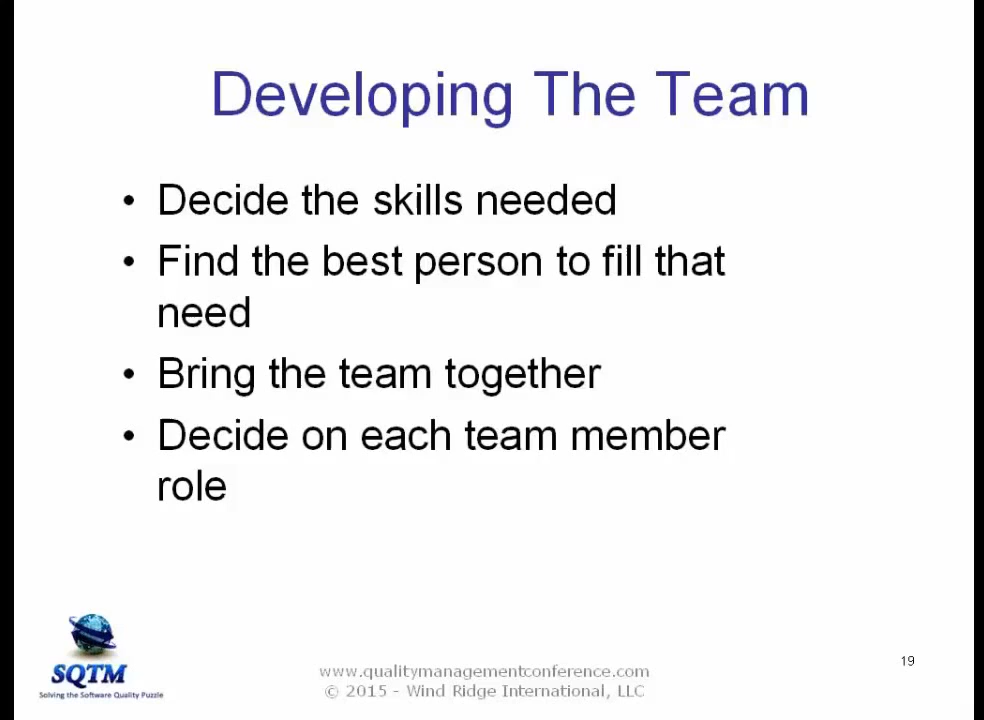 Developing The Team
• Decide the skills needed
• Find the best person to fill that
need
• Bring the team together
• Decide on each team member
role
SQTM
Solving the Software Quality Puzzle
www.qualitymanagementconference.com
© 2015 - Wind Ridge International, LLC
19